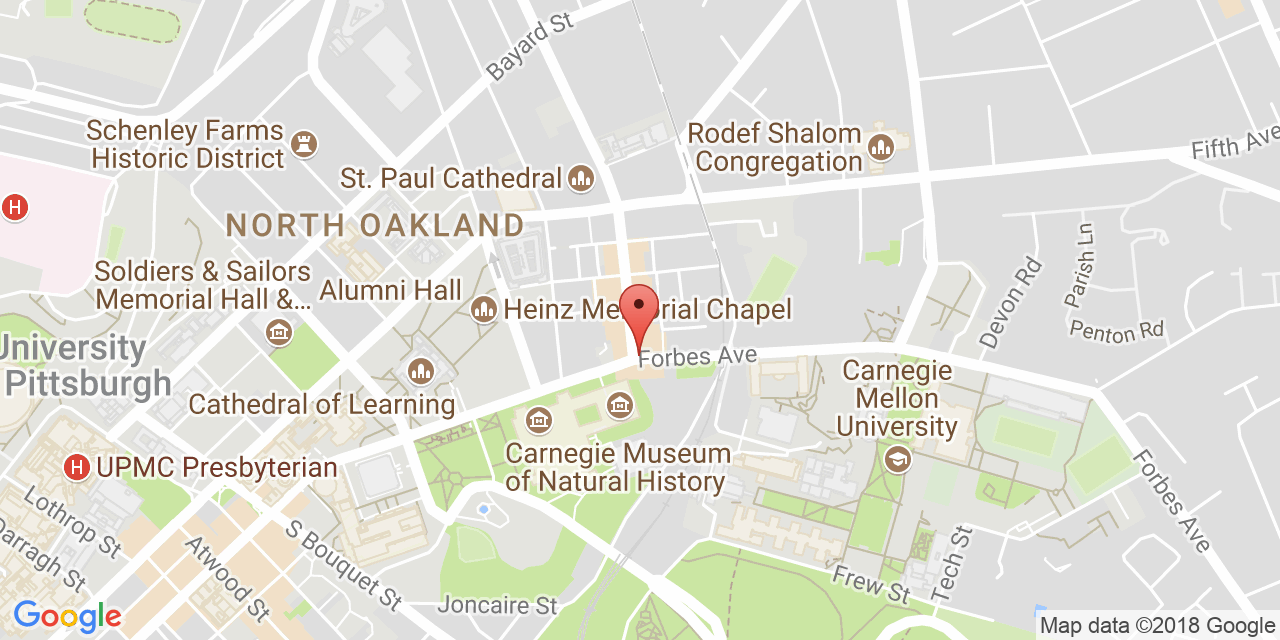 Bayard St
Schenley Farms
Historic District
Rodef Shalom
Congregation
Fifth Ave
St. Paul Cathedral
H
NORTH OAKLAND
Soldiers & Sailors
Memorial Hall &...
Alumni Hall
Heinz Memorial Chapel
Parish Ln
Devon Rd
Penton Rd
University
Pittsburgh
Forbes Ave
Cathedral of Learning
Carnegie
Mellon
University
Carnegie Museum
of Natural History
H
UPMC Presbyterian
Forbes Ave
Lothrop St
Darragh St
Atwood St
S Bouquet St
Joncaire St
Frew St
Tech St
Google
Map data ©2018 Google